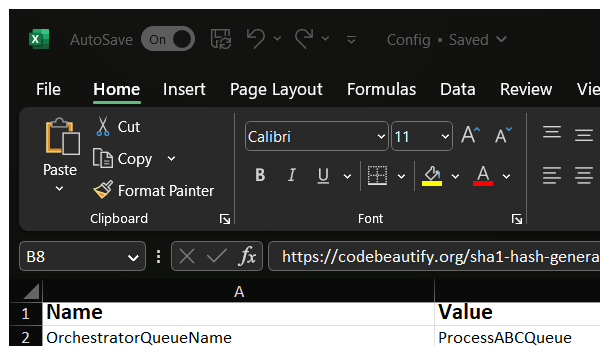 AutoSave On Config • Saved
File Home Insert Page Layout Formulas Data Review
Paste
Cut
Copy
Format Painter
Clipboard
Calibri 11 A A
B I U A
Font
B8 fx https://codebeautify.org/sha1-hash-genera
A
1 Name Value
2 OrchestratorQueueName ProcessABCQueue